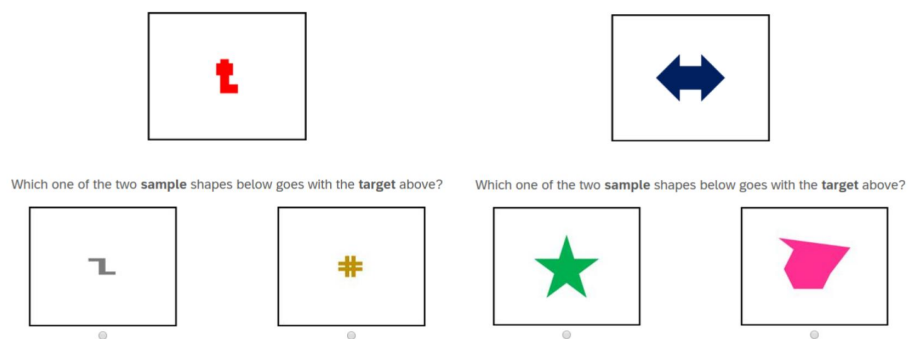 Which one of the two sample shapes below goes with the target above?
Which one of the two sample shapes below goes with the target above?